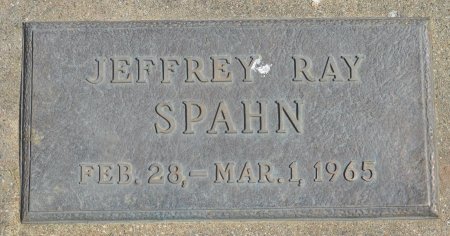 JEFFREY RAY
SPAHN
FEB. 28,–MAR. 1, 1965